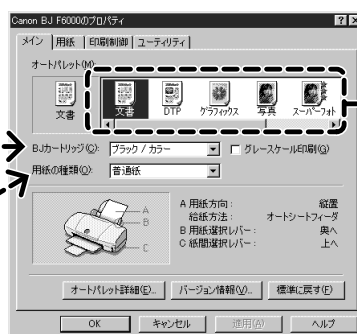 Canon BJ F6000のプロパティ
メイン 用紙 印刷制御 ユーティリティ
オートパレット(M):
文書
文書 DTP グラフィックス 写真 スーパーフォト
BJカートリッジ(C): ブラック / カラー グレースケール印刷(G)
用紙の種類(Q): 普通紙
A 用紙方向: 縦置
給紙方法: オートシートフィーダ
B 用紙選択レバー: 奥へ
C 紙間選択レバー: 上へ
A
B
C
オートパレット詳細(E)... バージョン情報(V)... 標準に戻す(F)
OK キャンセル 適用(A) ヘルプ